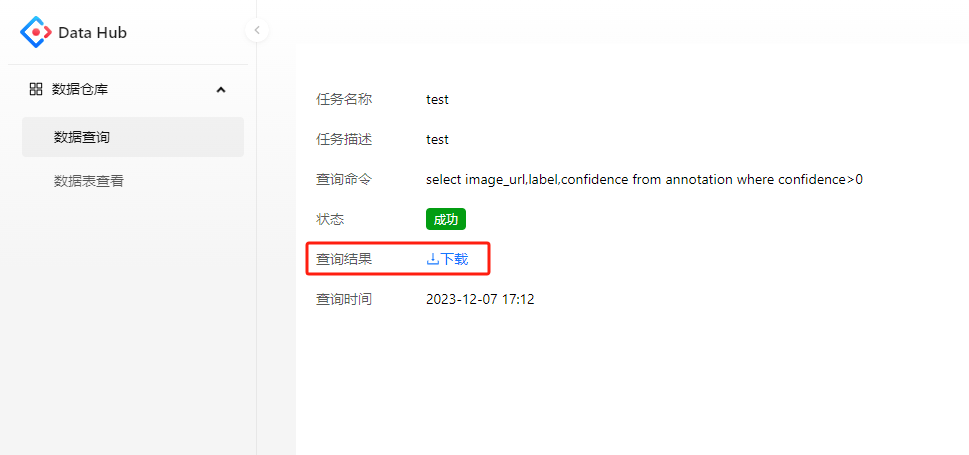 Data Hub
数据仓库
数据查询
数据表查看
任务名称 test
任务描述 test
查询命令 select image_url,label,confidence from annotation where confidence>0
状态 成功
查询结果 下载
查询时间 2023-12-07 17:12